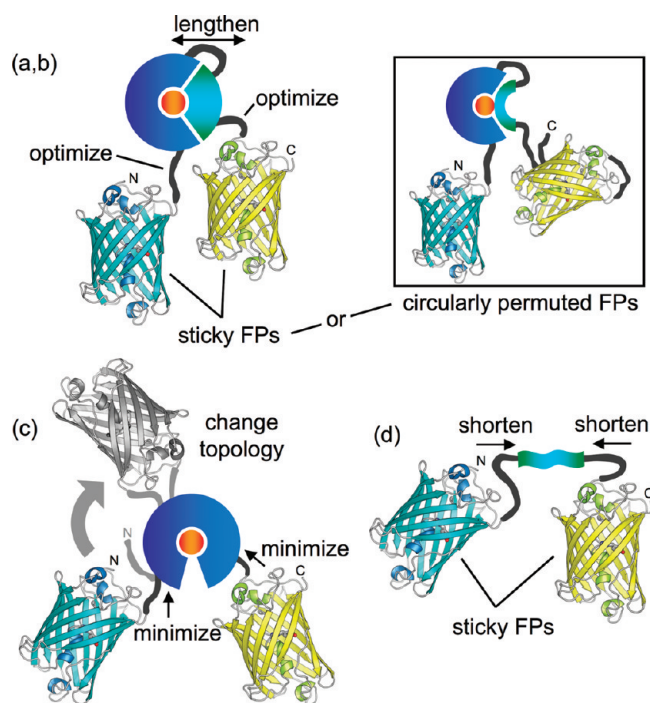 lengthen
(a,b)
optimize
optimize
N
C
sticky FPs
or
C
N
circularly permuted FPs
(c)
change
topology
N
N
minimize
minimize
C
(d)
shorten
shorten
N
C
sticky FPs